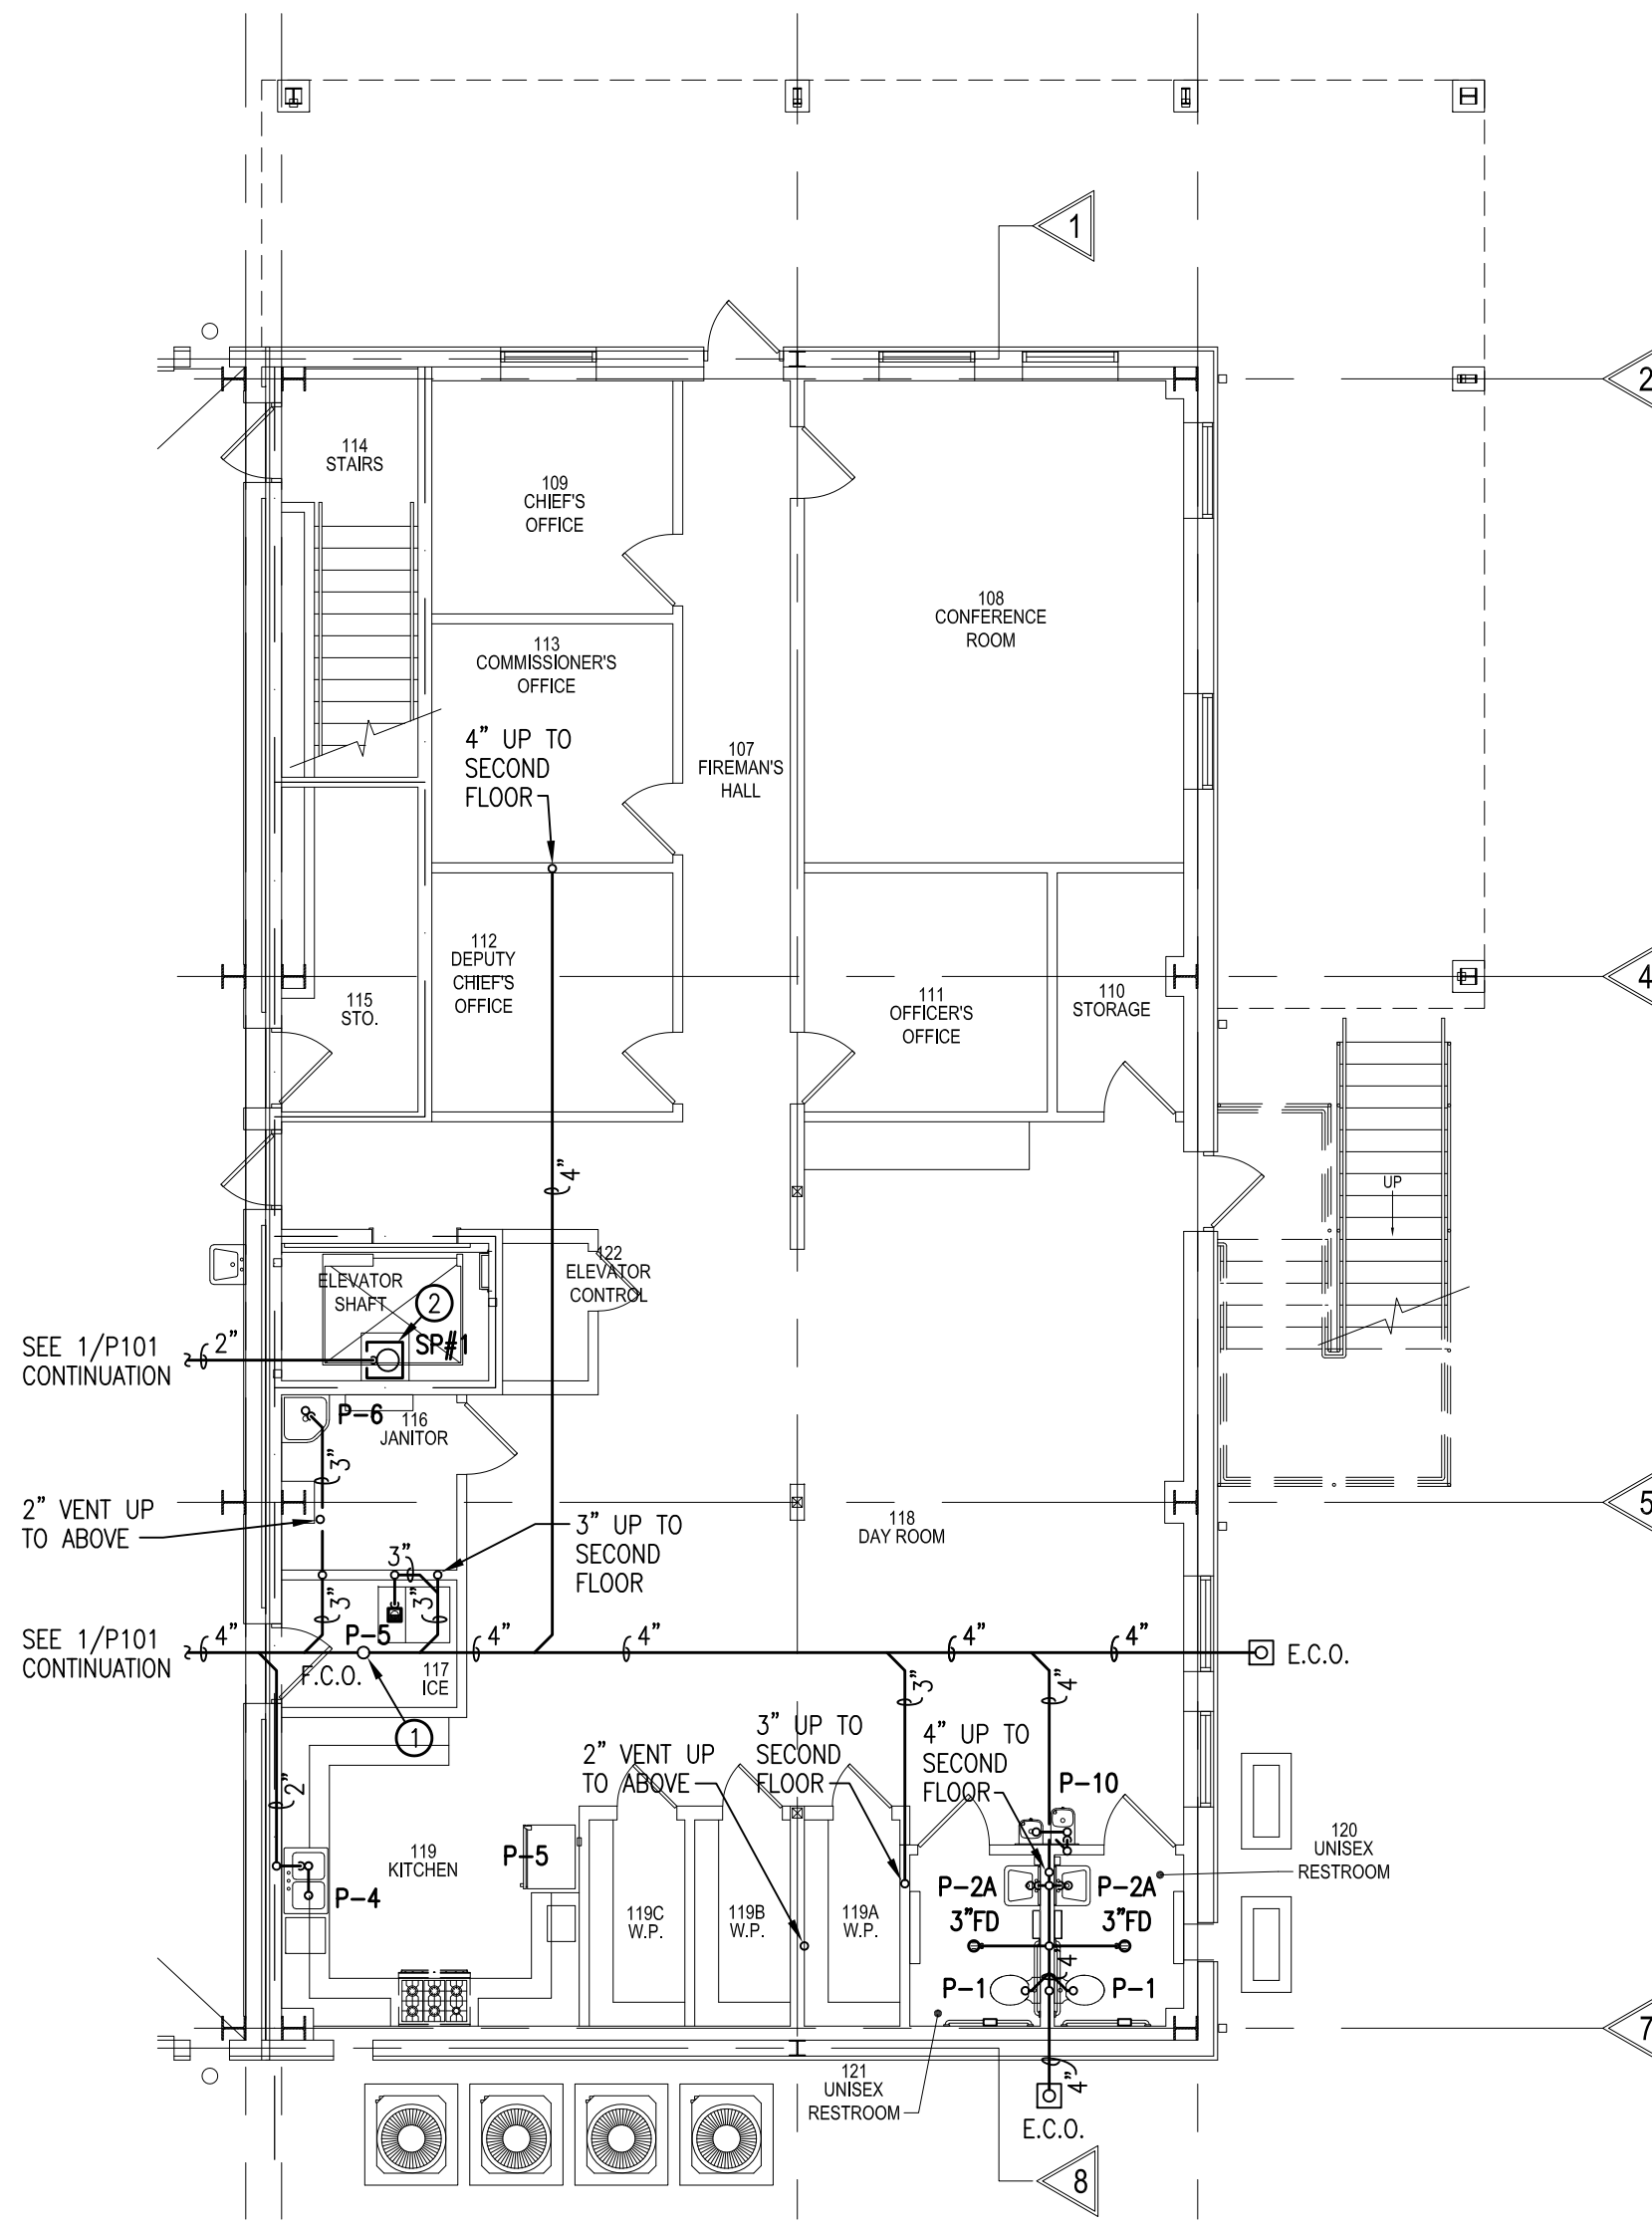 1
2
114
STAIRS
109
CHIEF'S
OFFICE
108
CONFERENCE
ROOM
113
COMMISSIONER'S
OFFICE
4” UP TO
SECOND
FLOOR
107
FIREMAN'S
HALL
112
DEPUTY
CHIEF'S
OFFICE
115
STO.
111
OFFICER'S
OFFICE
110
STORAGE
4
4”
UP
122
ELEVATOR
CONTROL
ELEVATOR
SHAFT
2
SP#1
SEE 1/P101
CONTINUATION
2”
P-6
116
JANITOR
3”
2” VENT UP
TO ABOVE
3” UP TO
SECOND
FLOOR
118
DAY ROOM
5
3”
3”
3”
SEE 1/P101
CONTINUATION
4”
P-5
4”
4”
4”
4”
E.C.O.
F.C.O.
117
ICE
3”
4”
1
2”
2” VENT UP
TO ABOVE
3” UP TO
SECOND
FLOOR
4” UP TO
SECOND
FLOOR
P-10
119
KITCHEN
P-5
P-4
120
UNISEX
RESTROOM
P-2A
P-2A
119C
W.P.
119B
W.P.
119A
W.P.
3”FD
3”FD
4”
P-1
P-1
7
121
UNISEX
RESTROOM
4”
E.C.O.
8